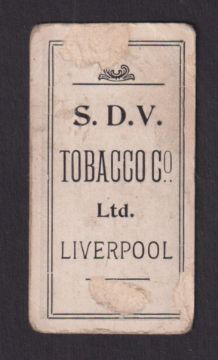 S. D. V.
TOBACCO Co.
Ltd.
LIVERPOOL